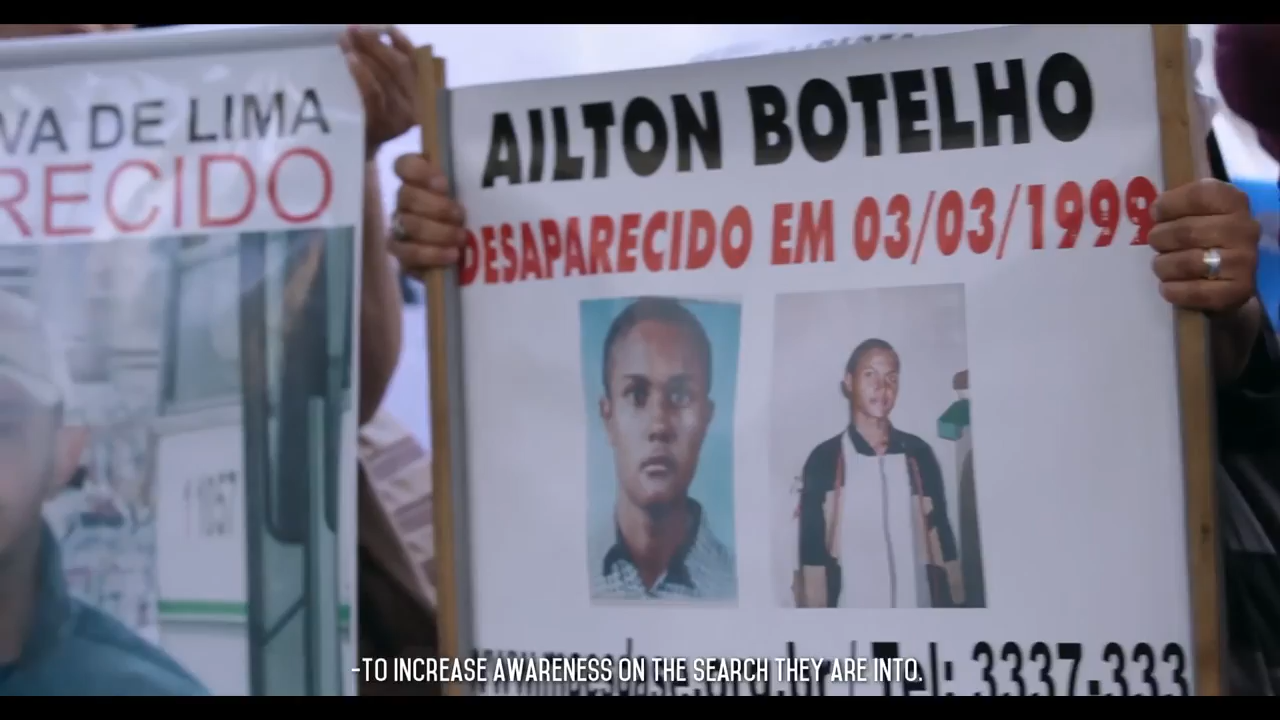 VA DE LIMA
RECIDO
11057
AILTON BOTELHO
DESAPARECIDO EM 03/03/1999
Tel: 3337-333
-TO INCREASE AWARENESS ON THE SEARCH THEY ARE INTO.